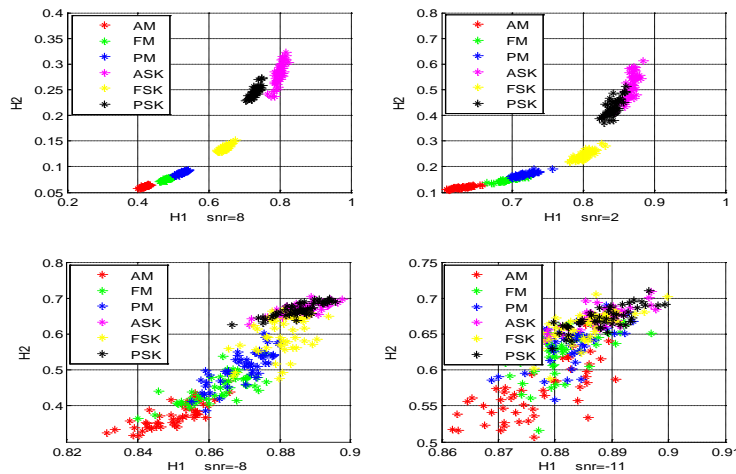 0.4
0.35
0.3
0.25
0.2
0.15
0.1
0.05
H2
AM
FM
PM
ASK
FSK
PSK
0.2 0.4 0.6 0.8 1
H1 snr=8
0.8
0.7
0.6
0.5
0.4
0.3
0.2
0.1
H2
AM
FM
PM
ASK
FSK
PSK
0.6 0.7 0.8 0.9 1
H1 snr=2
0.8
0.7
0.6
0.5
0.4
H2
AM
FM
PM
ASK
FSK
PSK
0.82 0.84 0.86 0.88 0.9
H1 snr=-8
0.75
0.7
0.65
0.6
0.55
0.5
H2
AM
FM
PM
ASK
FSK
PSK
0.86 0.87 0.88 0.89 0.9 0.91
H1 snr=-11